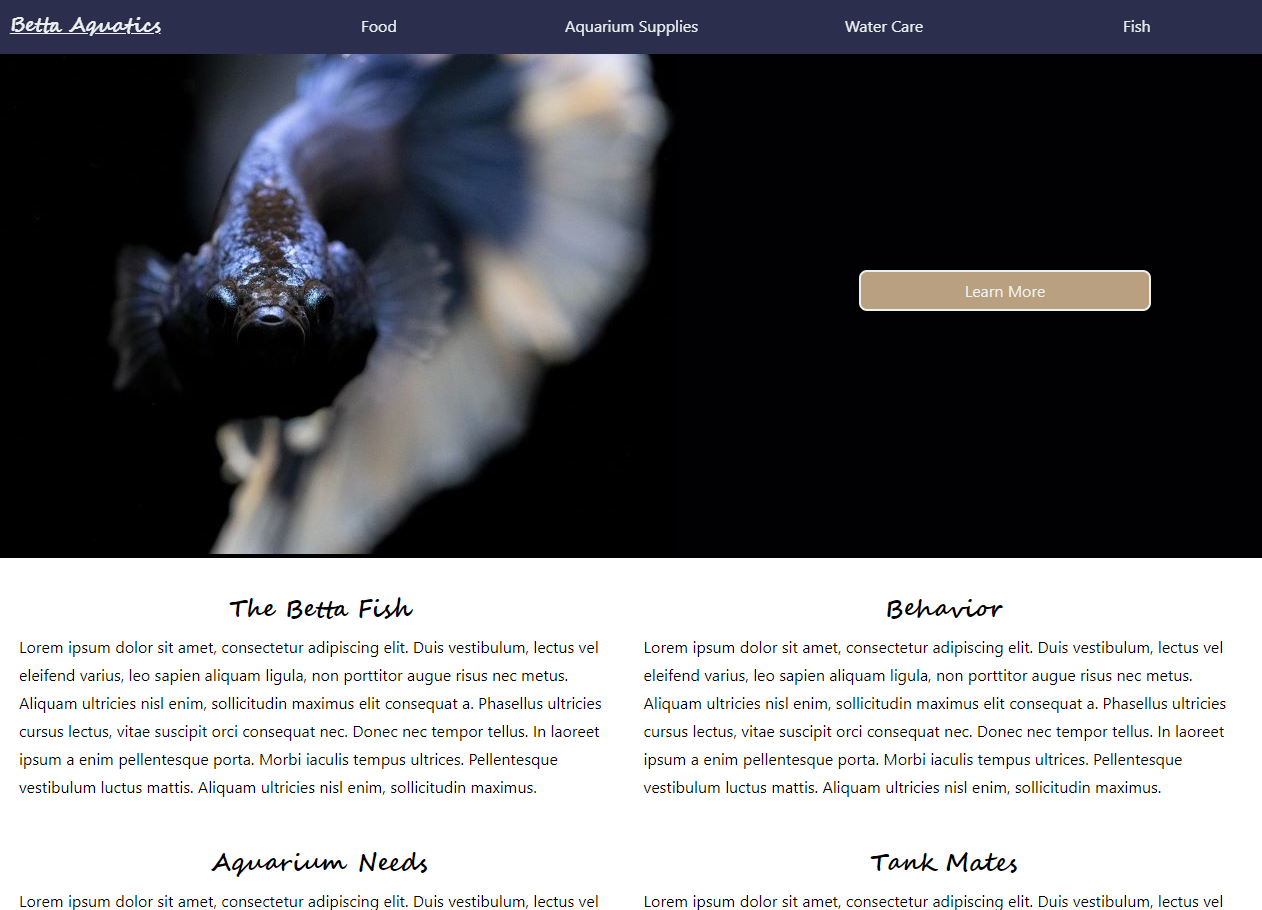 Betta Aquatics Food Aquarium Supplies Water Care Fish
Learn More
The Betta Fish
Lorem ipsum dolor sit amet, consectetur adipiscing elit. Duis vestibulum, lectus vel
eleifend varius, leo sapien aliquam ligula, non porttitor augue risus nec metus.
Aliquam ultricies nisl enim, sollicitudin maximus elit consequat a. Phasellus ultricies
cursus lectus, vitae suscipit orci consequat nec. Donec nec tempor tellus. In laoreet
ipsum a enim pellentesque porta. Morbi iaculis tempus ultrices. Pellentesque
vestibulum luctus mattis. Aliquam ultricies nisl enim, sollicitudin maximus.
Behavior
Lorem ipsum dolor sit amet, consectetur adipiscing elit. Duis vestibulum, lectus vel
eleifend varius, leo sapien aliquam ligula, non porttitor augue risus nec metus.
Aliquam ultricies nisl enim, sollicitudin maximus elit consequat a. Phasellus ultricies
cursus lectus, vitae suscipit orci consequat nec. Donec nec tempor tellus. In laoreet
ipsum a enim pellentesque porta. Morbi iaculis tempus ultrices. Pellentesque
vestibulum luctus mattis. Aliquam ultricies nisl enim, sollicitudin maximus.
Aquarium Needs
Lorem ipsum dolor sit amet, consectetur adipiscing elit. Duis vestibulum, lectus vel
Tank Mates
Lorem ipsum dolor sit amet, consectetur adipiscing elit. Duis vestibulum, lectus vel